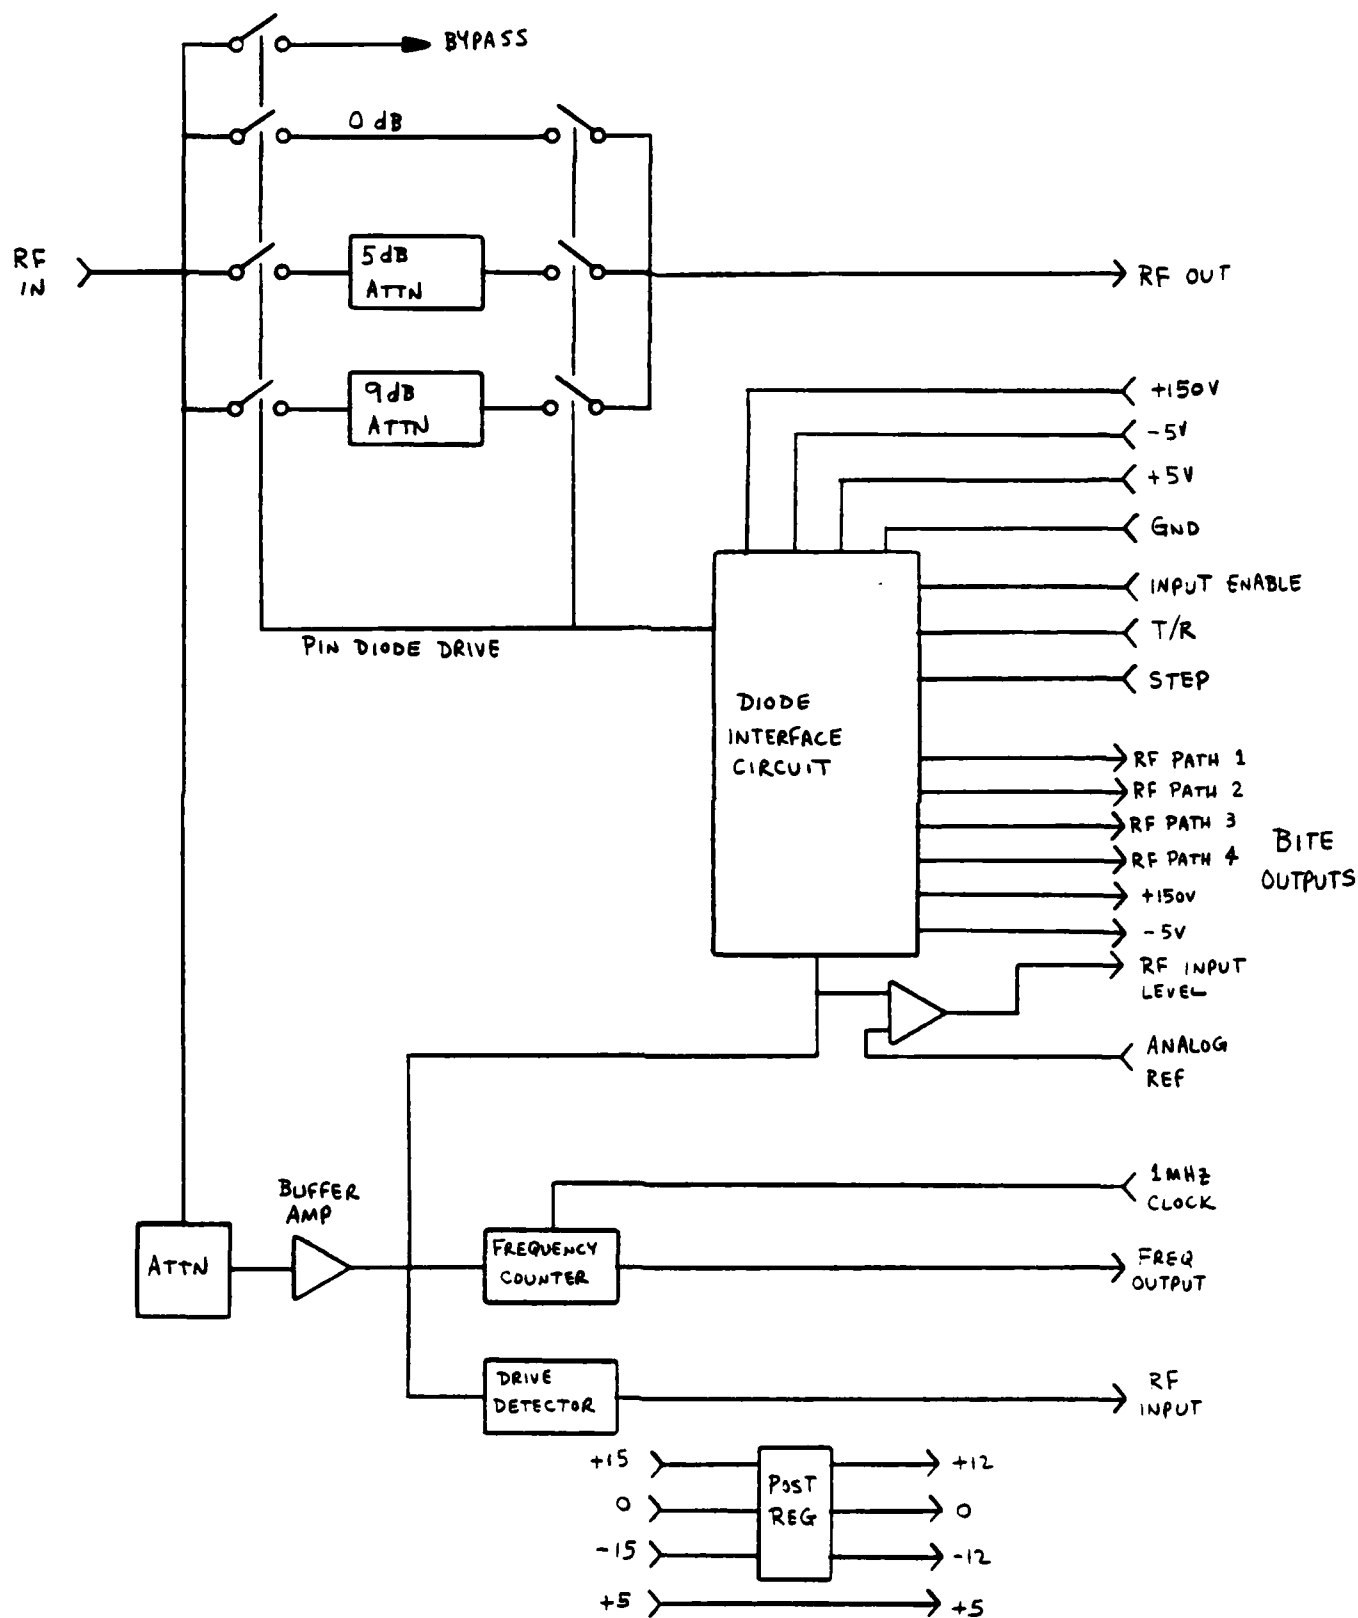 BYPASS
0 dB
RF
IN
5dB
ATTN
RF OUT
9dB
ATTN
+150V
-5V
+5V
GND
INPUT ENABLE
T/R
STEP
PIN DIODE DRIVE
DIODE
INTERFACE
CIRCUIT
RF PATH 1
RF PATH 2
RF PATH 3
RF PATH 4
+150V
-5V
BITE
OUTPUTS
RF INPUT
LEVEL
ANALOG
REF
1MHz
CLOCK
BUFFER
AMP
ATTN
FREQUENCY
COUNTER
FREQ
OUTPUT
DRIVE
DETECTOR
RF
INPUT
+15
0
-15
+5
POST
REG
+12
0
-12
+5